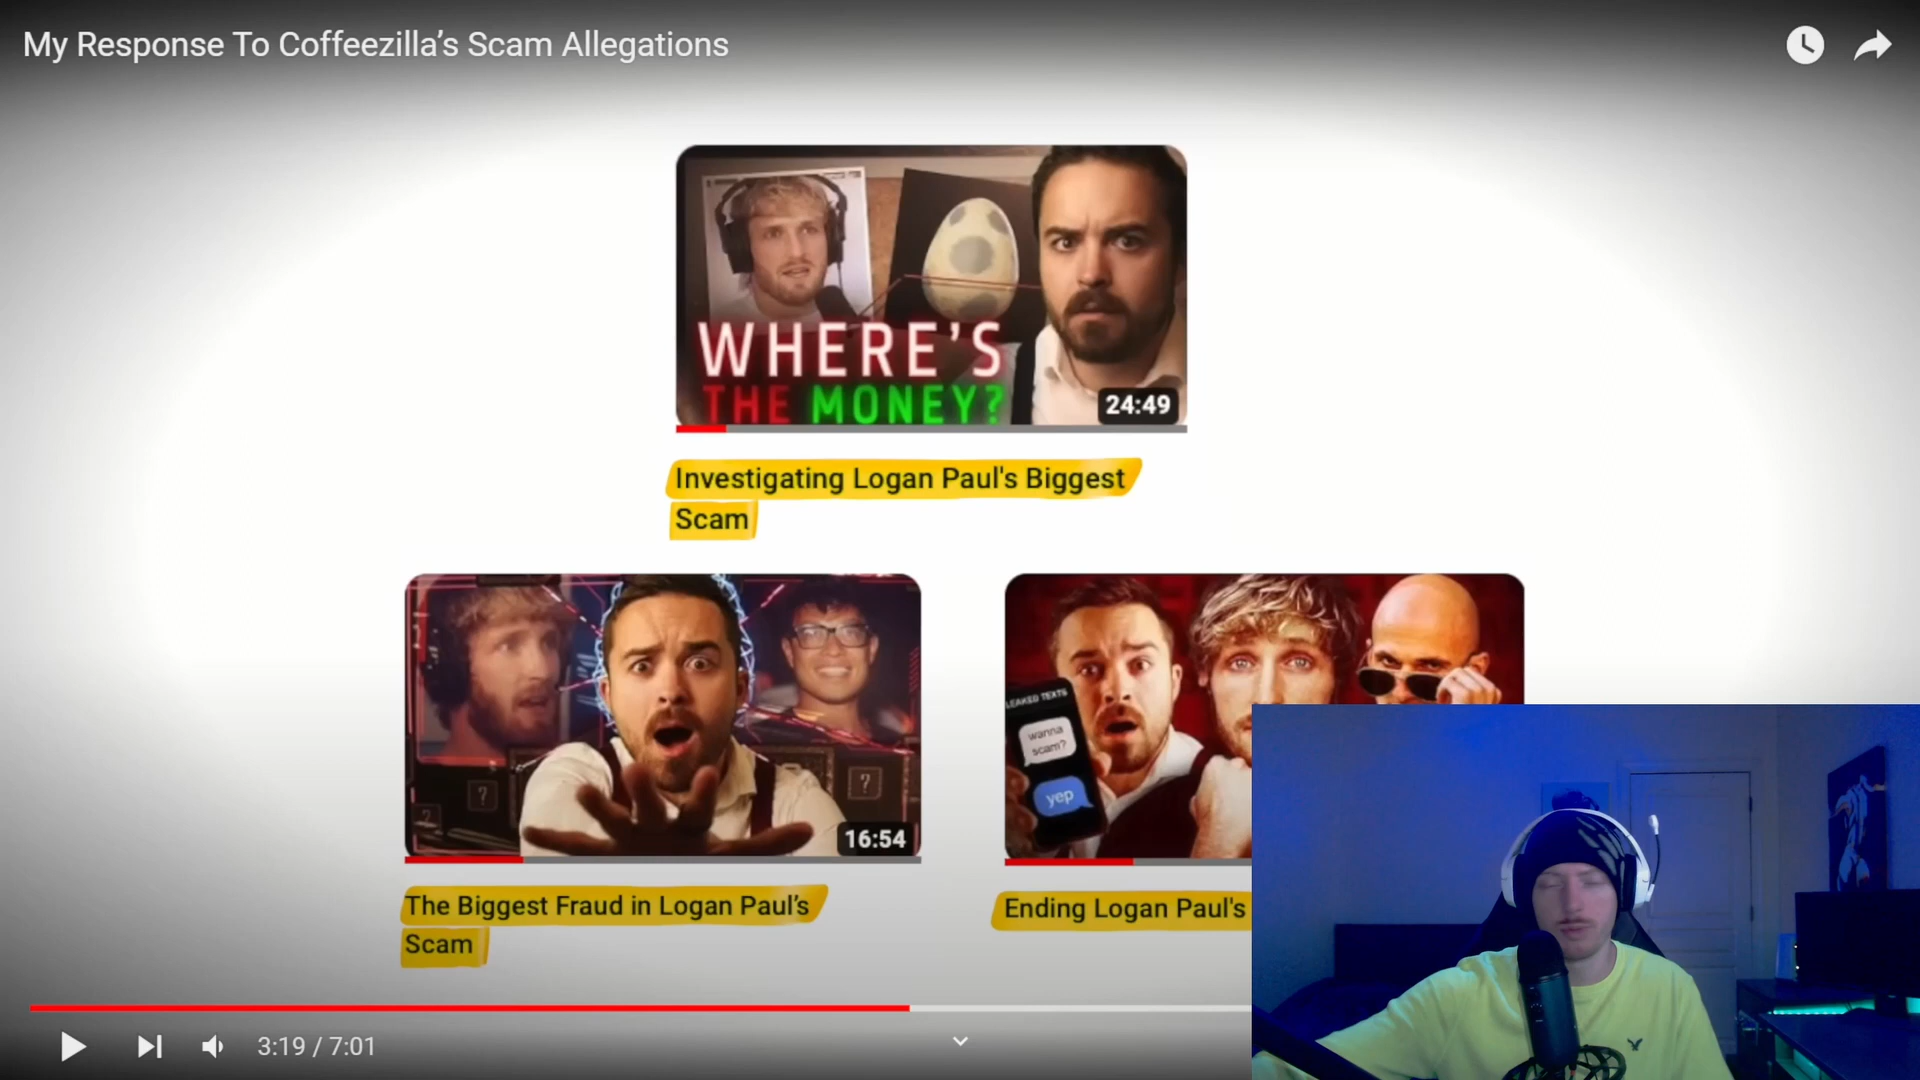 My Response To Coffeezilla’s Scam Allegations
WHERE'S
THE MONEY?
24:49
Investigating Logan Paul's Biggest
Scam
LEAKED TEXTS
wanna
scam?
yep
?
?
16:54
The Biggest Fraud in Logan Paul’s
Scam
Ending Logan Paul's
3:19 / 7:01